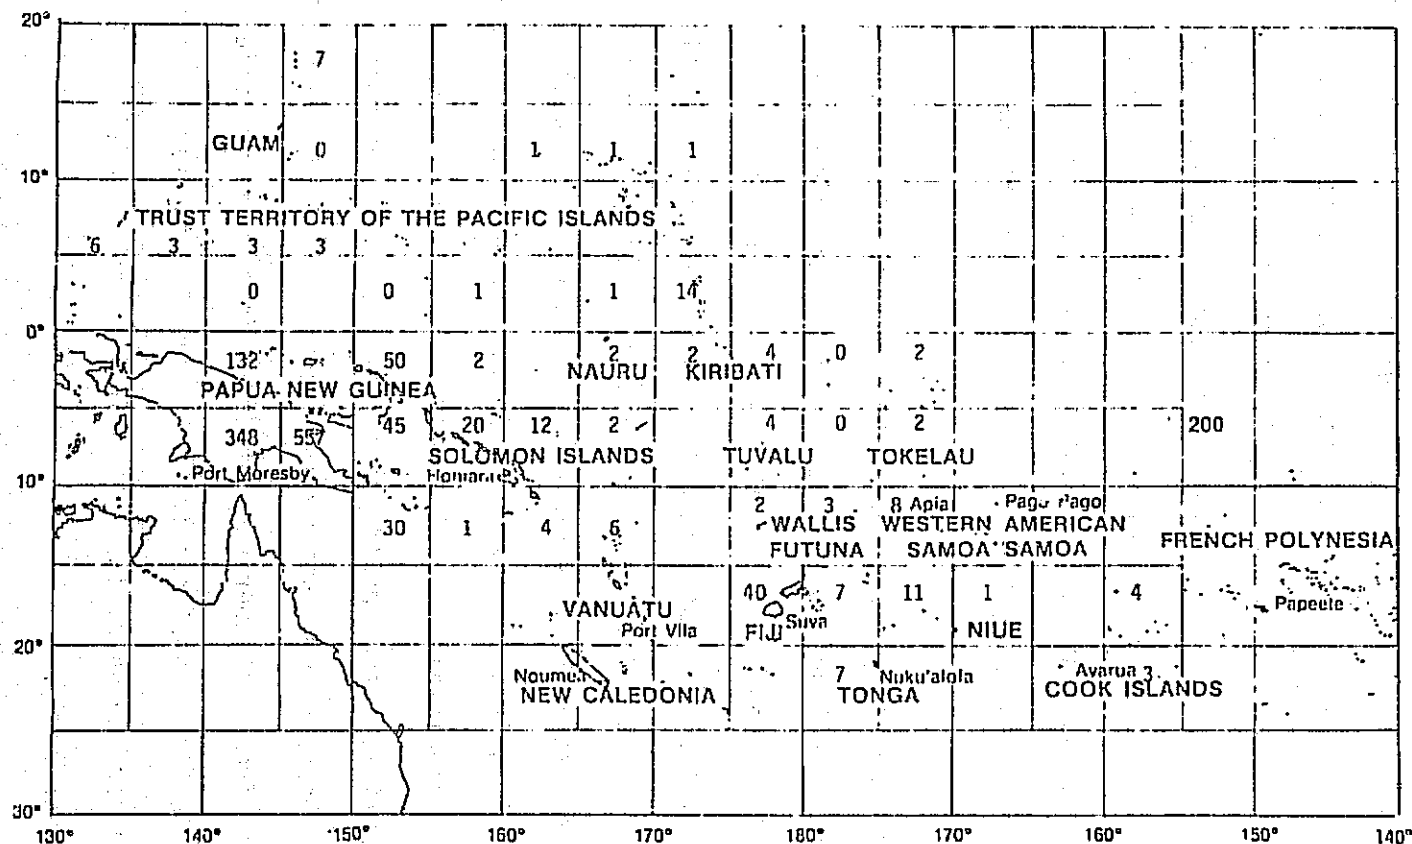 20°
7
GUAM 0 1 1 1
10°
TRUST TERRITORY OF THE PACIFIC ISLANDS
6 3 3 3
0 0 1 1 14
0°
132 50 2 2 2 4 0 2
NAURU KIRIBATI
PAPUA NEW GUINEA
45 20 12 2 4 0 2 200
348 557
SOLOMON ISLANDS TUVALU TOKELAU
Port Moresby
10°
2 3 8 Apia Pago Pago
30 1 4 6 WALLIS WESTERN AMERICAN
FUTUNA SAMOA SAMOA FRENCH POLYNESIA
40 7 11 1 4
Papeete
VANUATU
Suva
Port Vila FIJI NIUE
20°
Noumea 7 Nuku'alofa Avarua 3
NEW CALEDONIA TONGA COOK ISLANDS
30°
130° 140° 150° 160° 170° 180° 170° 160° 150° 140°